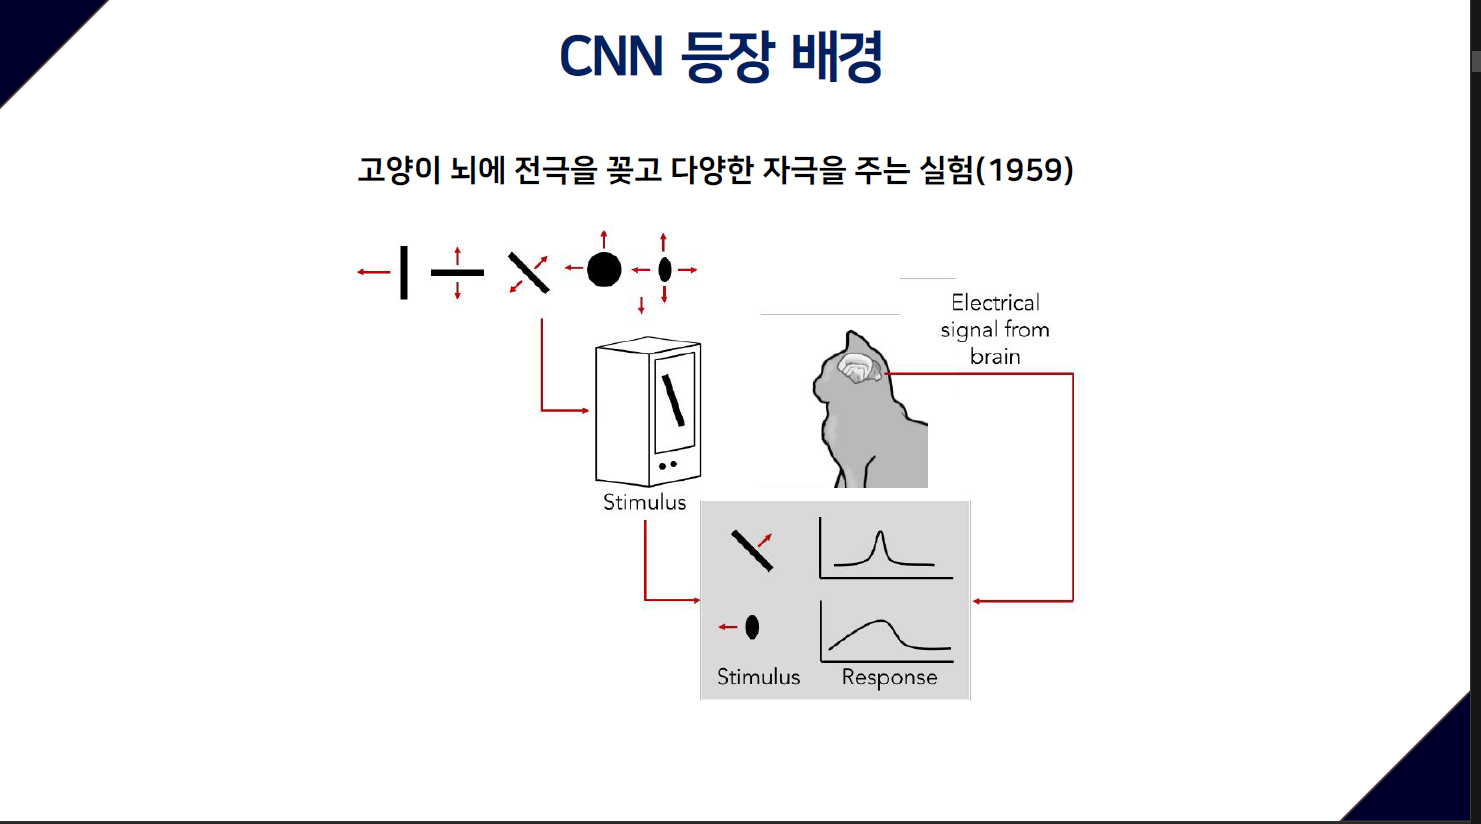 CNN 등장 배경
고양이 뇌에 전극을 꽂고 다양한 자극을 주는 실험(1959)
Electrical
signal from
brain
Stimulus
Stimulus
Response